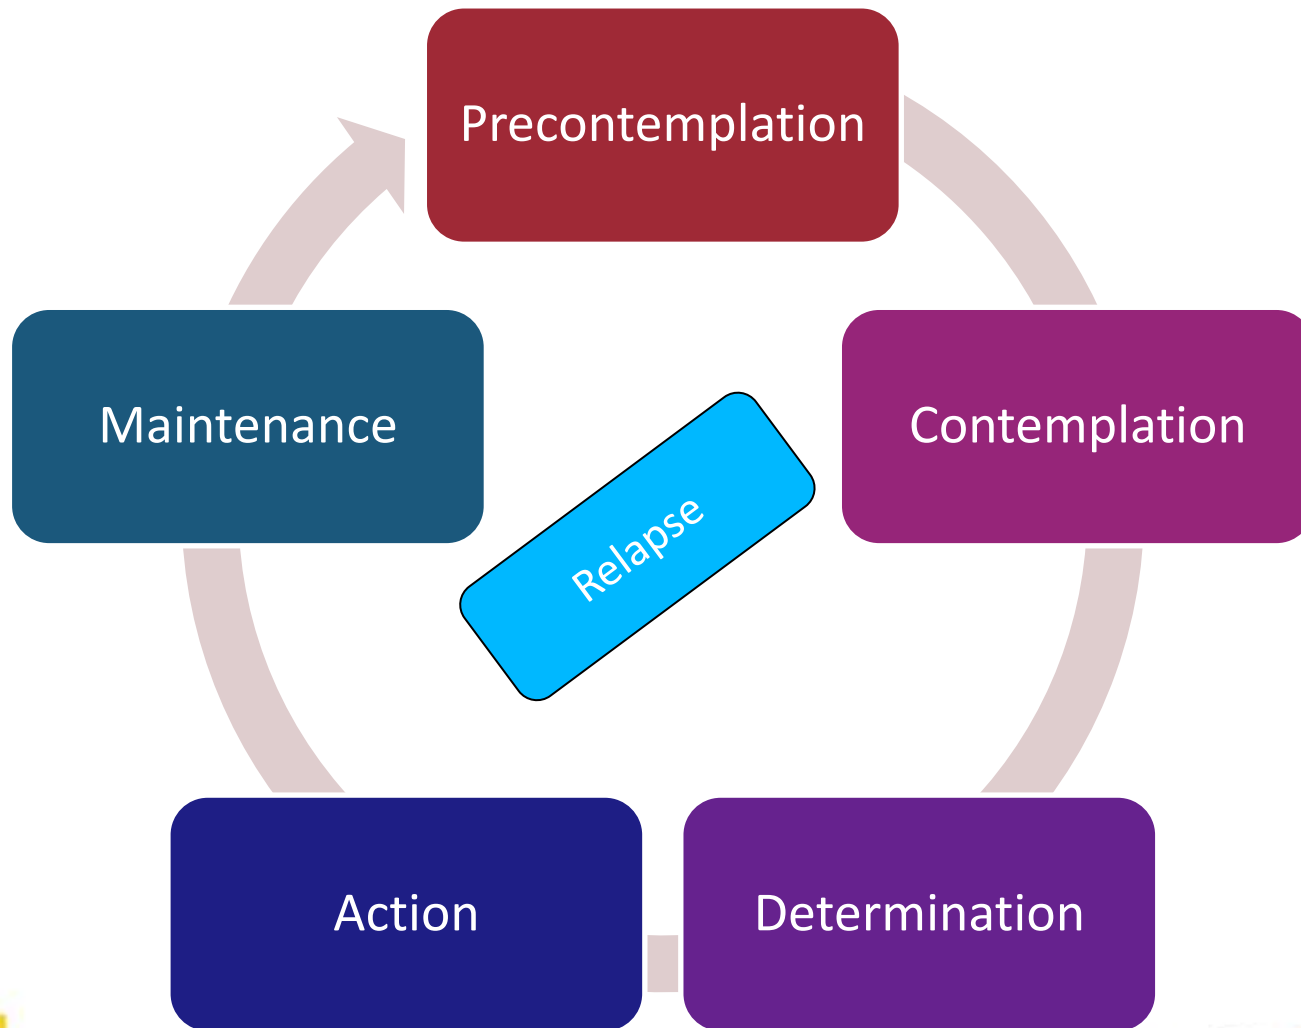 Precontemplation
Contemplation
Determination
Action
Maintenance
Relapse